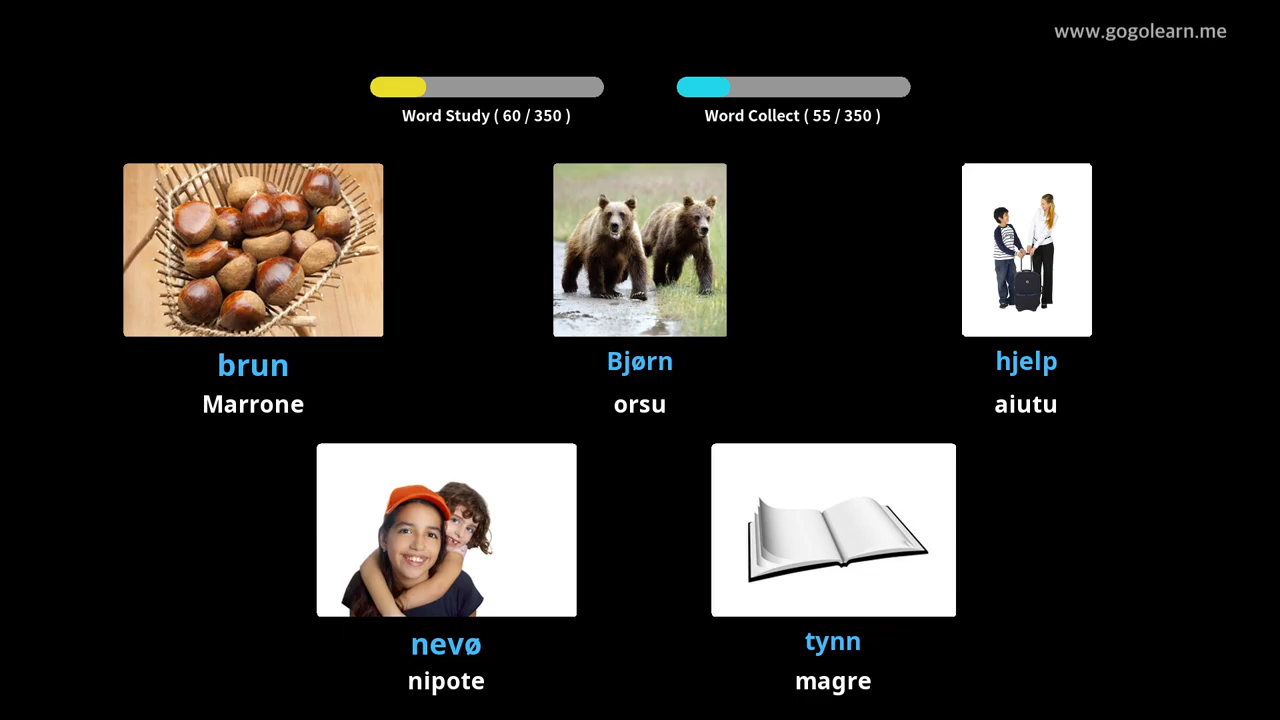 www.gogolearn.me
Word Study ( 60 / 350 )
Word Collect ( 55 / 350 )
brun
Marrone
Bjørn
orsu
hjelp
aiutu
nevø
nipote
tynn
magre